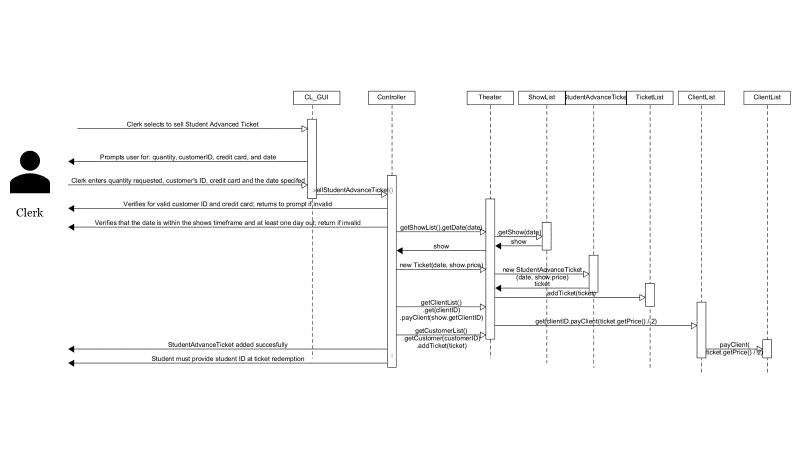 CL_GUI
Controller
Theater
ShowList
StudentAdvanceTicket
TicketList
ClientList
ClientList
Clerk selects to sell Student Advanced Ticket
Prompts user for: quantity, customerID, credit card, and date
Clerk enters quantity requested, customer's ID, credit card and the date specifed
.sellStudentAdvanceTicket()
Verifies for valid customer ID and credit card; returns to prompt if invalid
Clerk
Verifies that the date is within the shows timeframe and at least one day out; return if invalid
.getShowList().getDate(date)
.getShow(date)
show
show
new Ticket(date, show.price)
new StudentAdvanceTicket
(date, show.price)
ticket
addTicket(ticket)
getClientList()
.get(clientID)
.payClient(show.getClientID)
get(clientID.payClient(ticket.getPrice() / 2)
getCustomerList()
.getCustomer(customerID)
.addTicket(ticket)
StudentAdvanceTicket added succesfully
payClient(
ticket.getPrice() / 2)
Student must provide student ID at ticket redemption